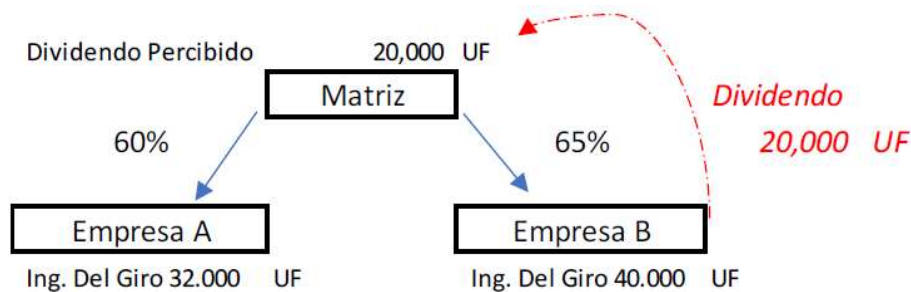 Dividendo Percibido 20,000 UF
Matriz
Dividendo
20,000 UF
60%
65%
Empresa A
Empresa B
Ing. Del Giro 32.000 UF
Ing. Del Giro 40.000 UF